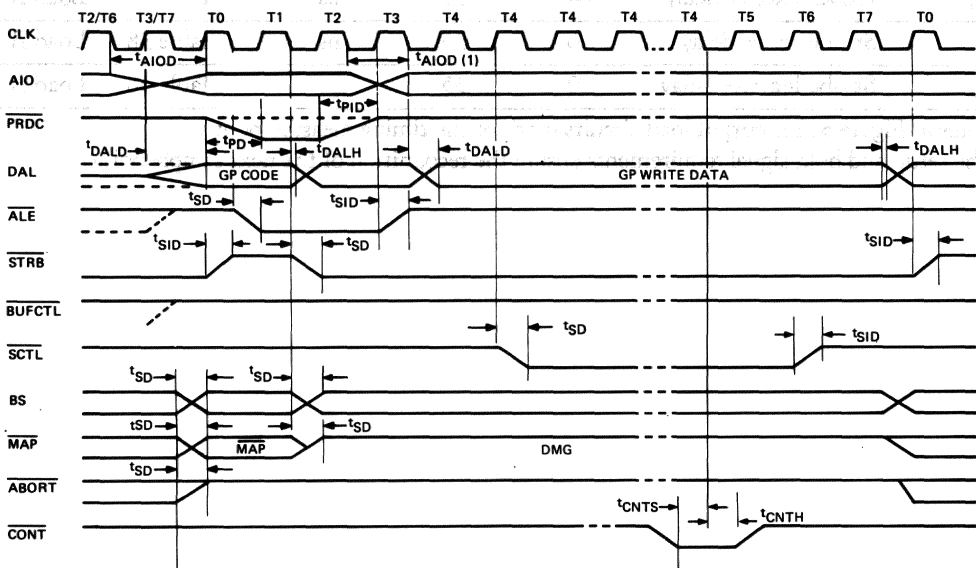 T2/T6 T3/T7 T0 T1 T2 T3 T4 T4 T4 T4 T4 T5 T6 T7 T0
CLK
tAIOD tAIOD (1)
AIO
tPID
PRDC
tDALD tPD tDALH tDALD tDALH
DAL GP CODE GP WRITE DATA
tSD tSID
ALE
tSID tSD tSID
STRB
BUFCTL
tSD tSID
SCTL
tSD tSD
BS
tSD tSD
MAP MAP DMG
tSD
ABORT
tCNTS tCNTH
CONT